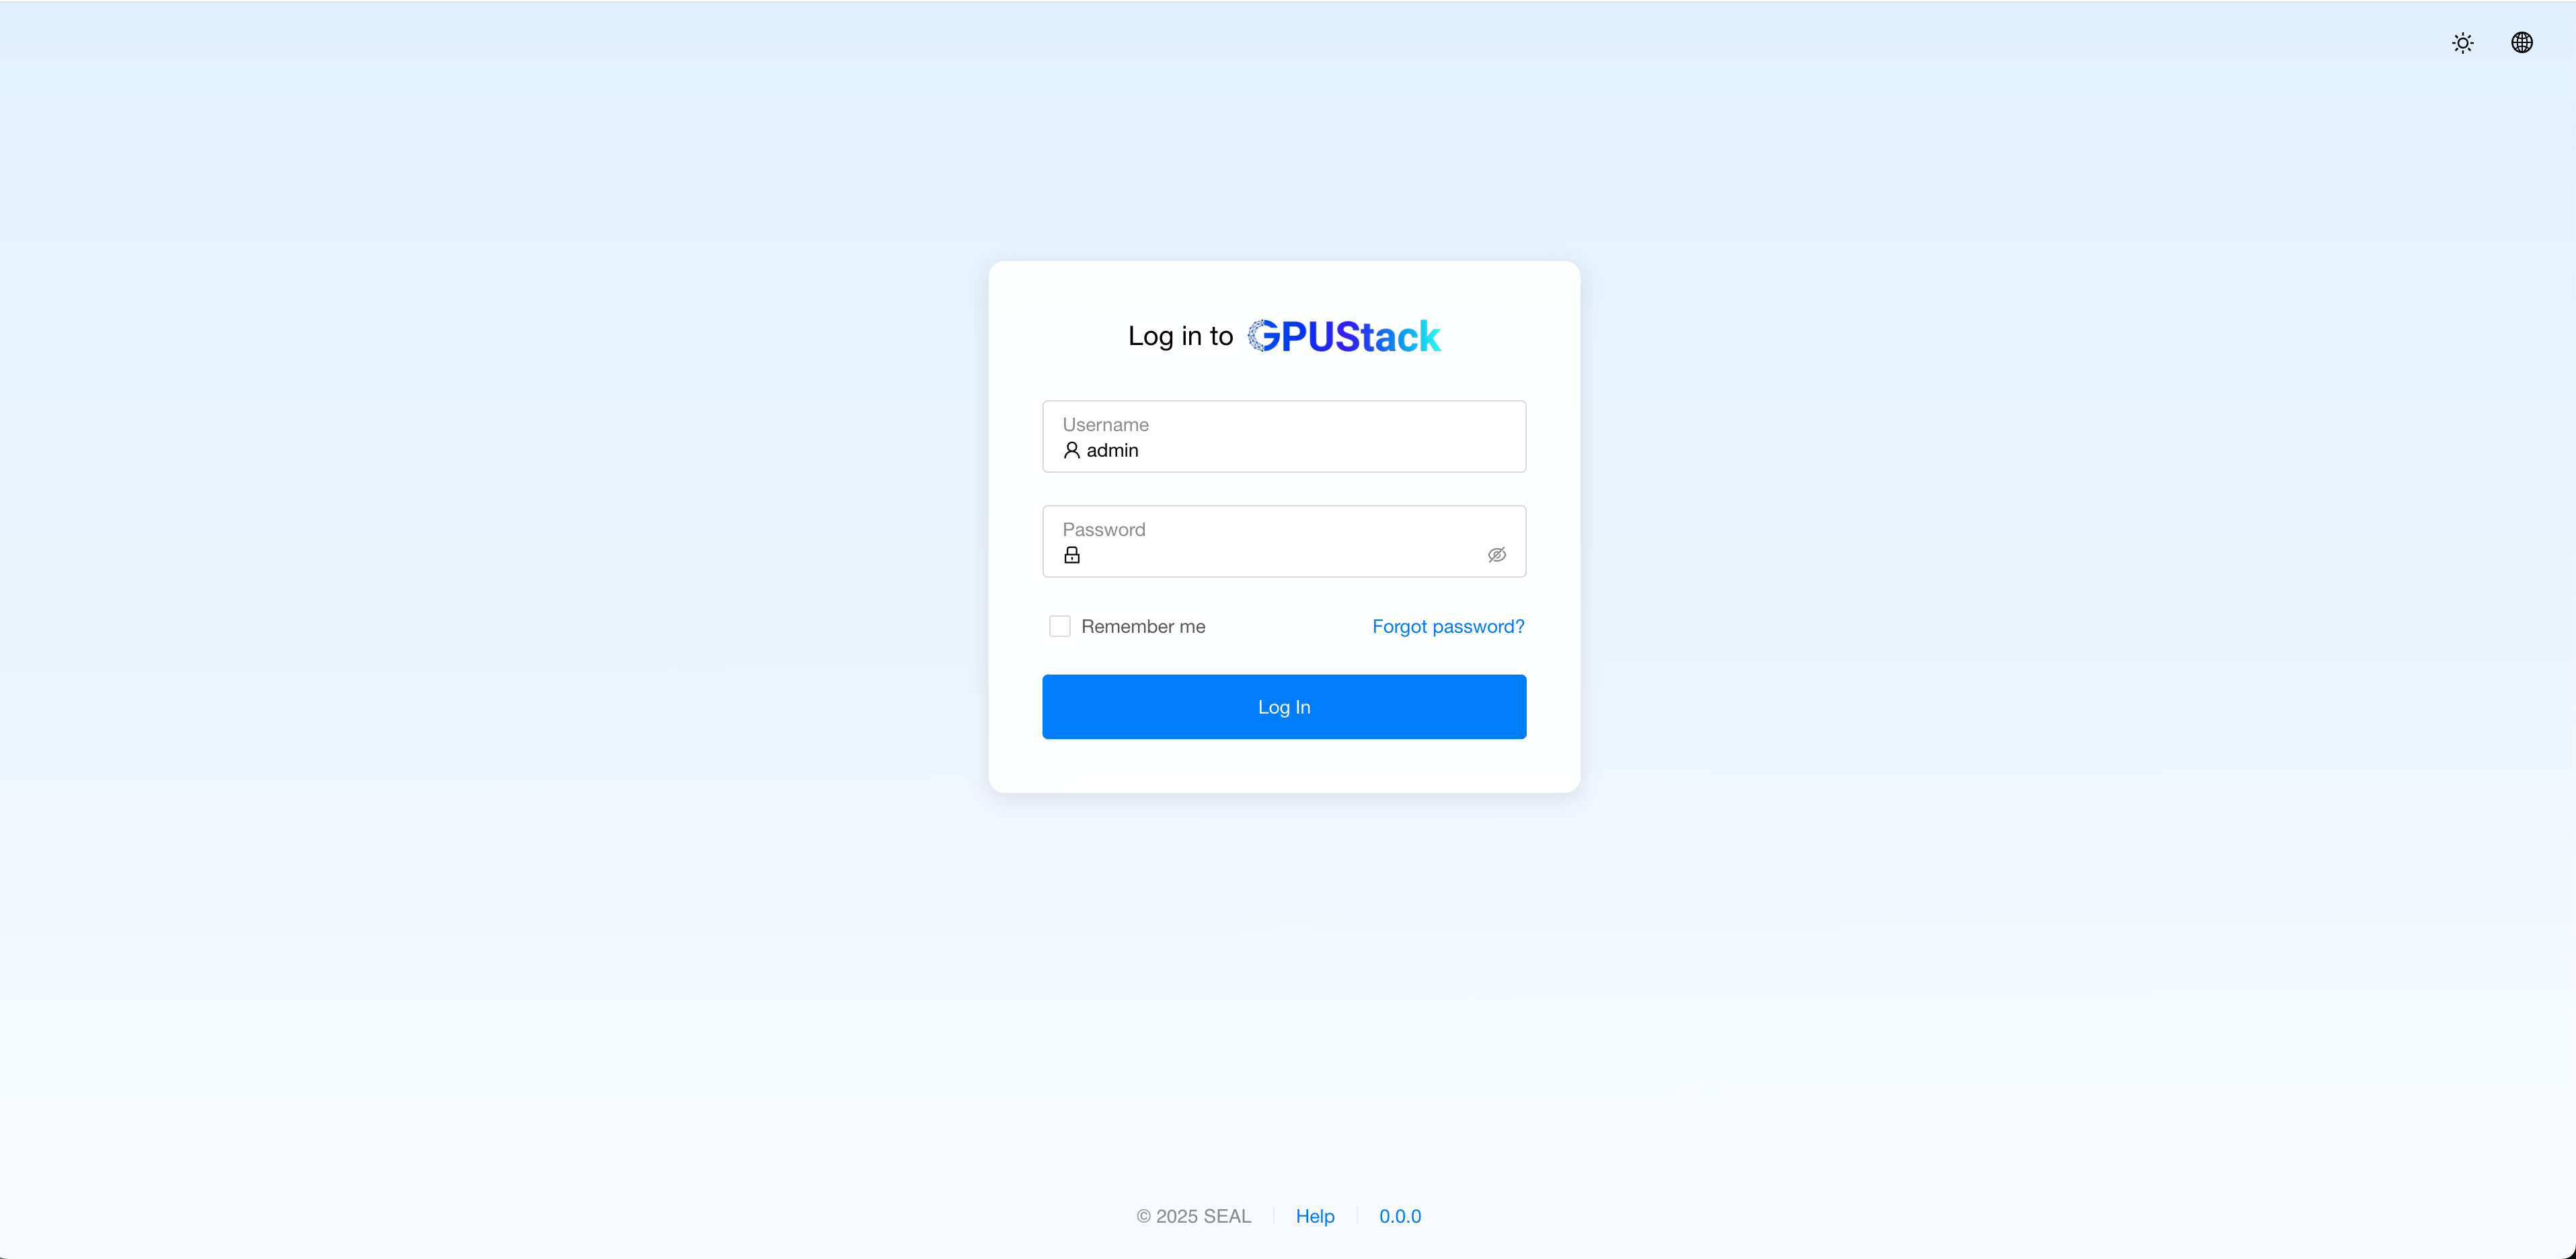 Log in to GPUStack
Username
admin
Password
Remember me
Forgot password?
Log In
© 2025 SEAL
Help
0.0.0